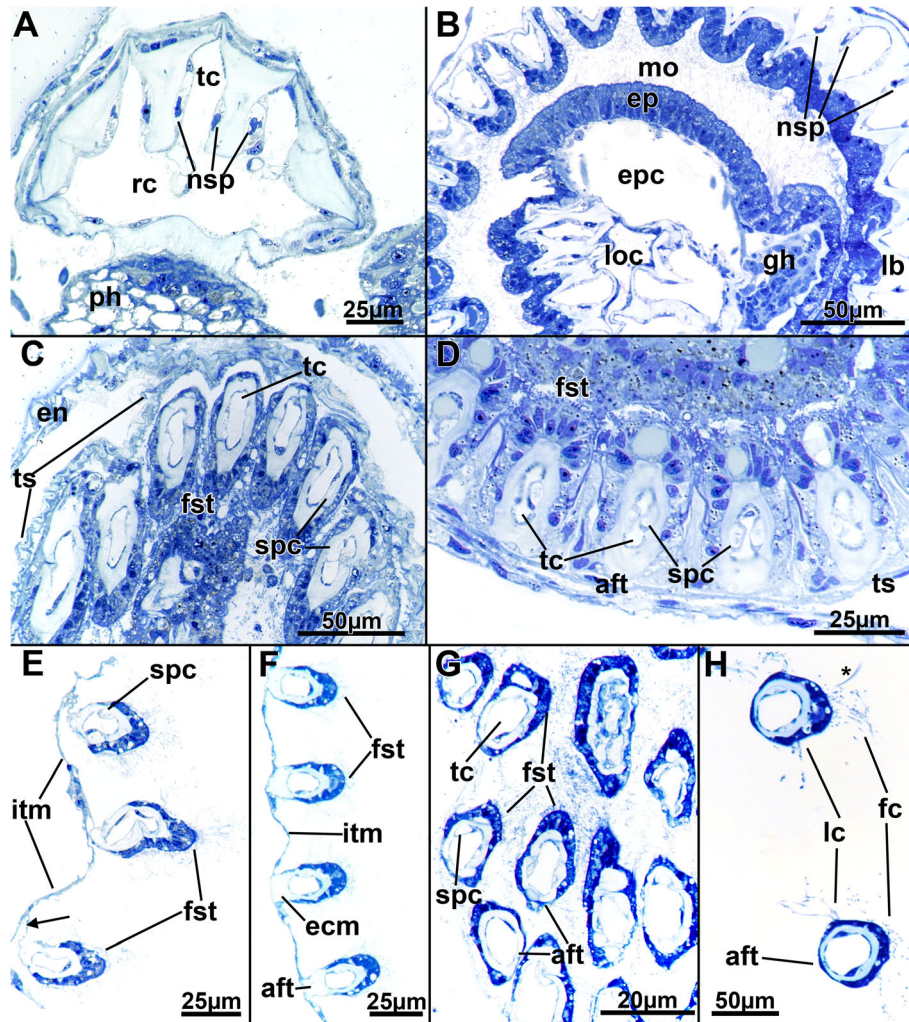 A
tc
rc
nsp
ph
25µm
B
mo
ep
nsp
epc
loc
gh
lb
50µm
C
tc
en
ts
fst
spc
50µm
D
fst
tc
aft
spc
ts
25µm
E
spc
itm
fst
25µm
F
fst
itm
ecm
aft
25µm
G
tc
fst
spc
aft
20µm
H
*
lc
fc
aft
50µm